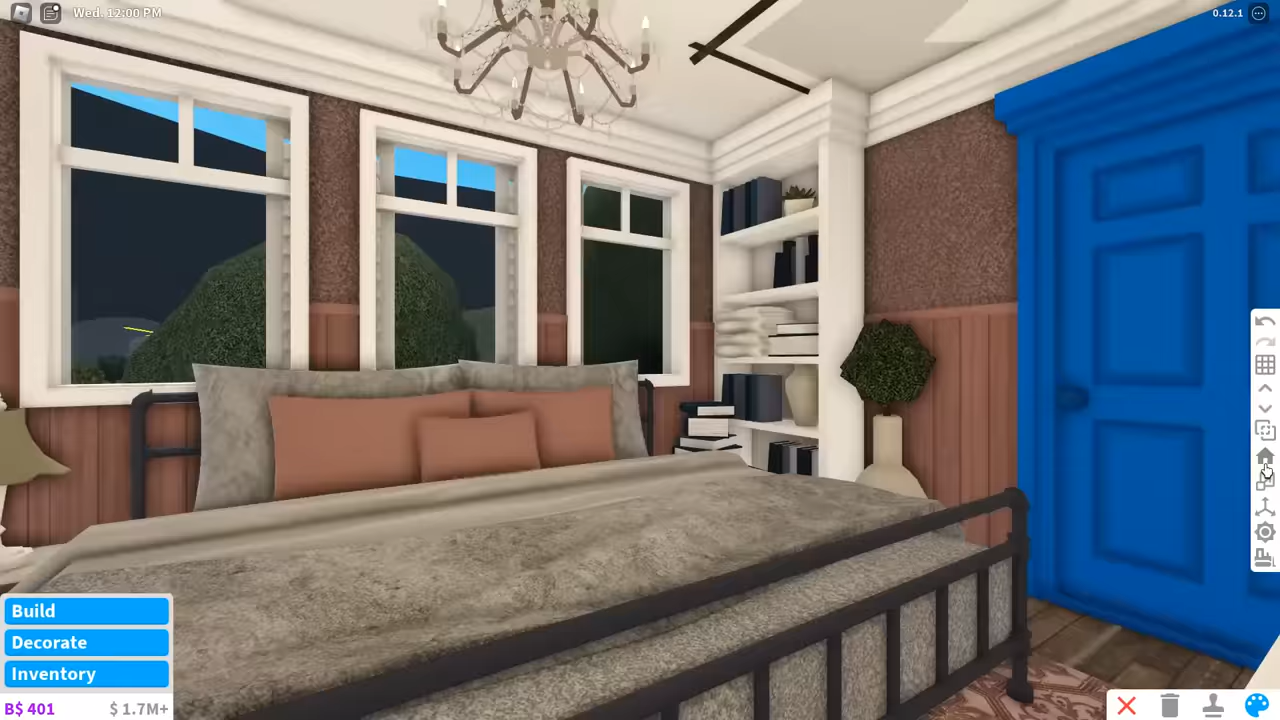 Wed. 12:00 PM
0.12.1
Build
Decorate
Inventory
B$ 401
$ 1.7M+